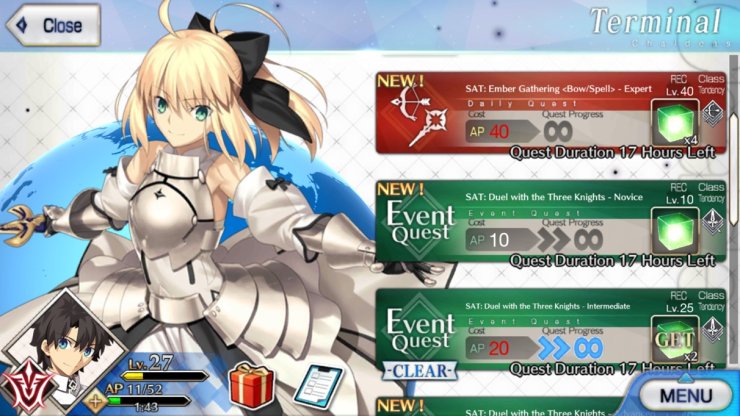 Close
Terminal
Chaldeas
NEW!
SAT: Ember Gathering <Bow/Spell> - Expert
REC Class
Lv.40 Tendency
Daily Quest
Cost Quest Progress
AP 40
x4
Quest Duration 17 Hours Left
NEW!
SAT: Duel with the Three Knights - Novice
REC Class
Lv.10 Tendency
Event Quest
Event Quest
Cost Quest Progress
AP 10
Quest Duration 17 Hours Left
SAT: Duel with the Three Knights - Intermediate
REC Class
Lv.25 Tendency
Event Quest
Event Quest
Cost Quest Progress
AP 20
GET
x2
-CLEAR-
Quest Duration 17 Hours Left
NEW!
SAT: Duel with the Three Knights - Advanced
Lv.27
AP 11/52
1:43
MENU